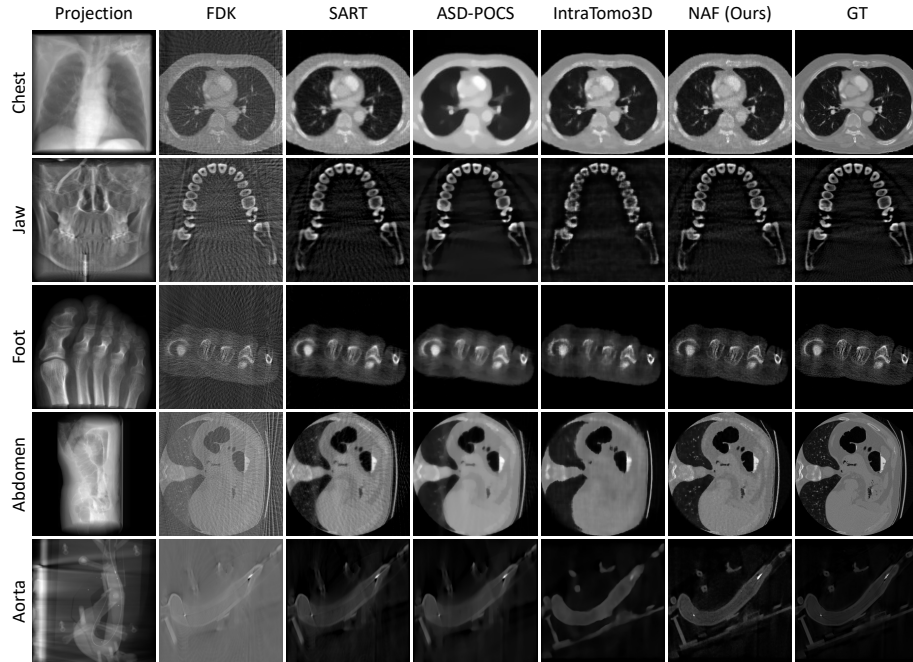 Projection FDK SART ASD-POCS IntraTomo3D NAF (Ours) GT
Chest
Jaw
Foot
Abdomen
Aorta